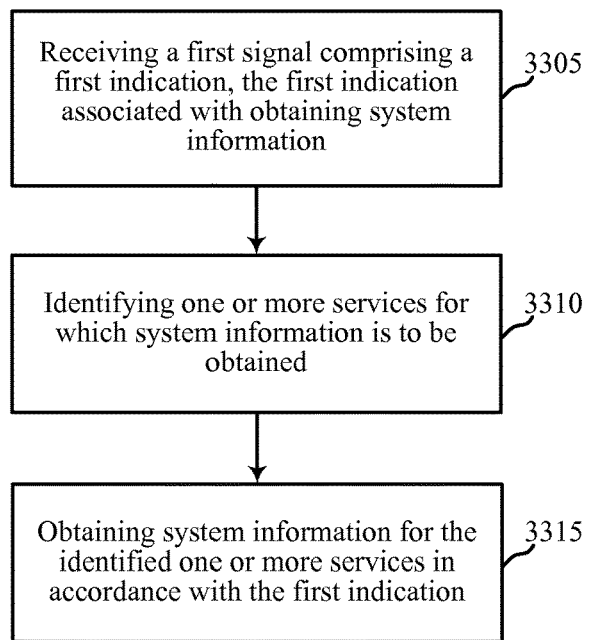 Receiving a first signal comprising a
first indication, the first indication
associated with obtaining system
information
3305
Identifying one or more services for
which system information is to be
obtained
3310
Obtaining system information for the
identified one or more services in
accordance with the first indication
3315